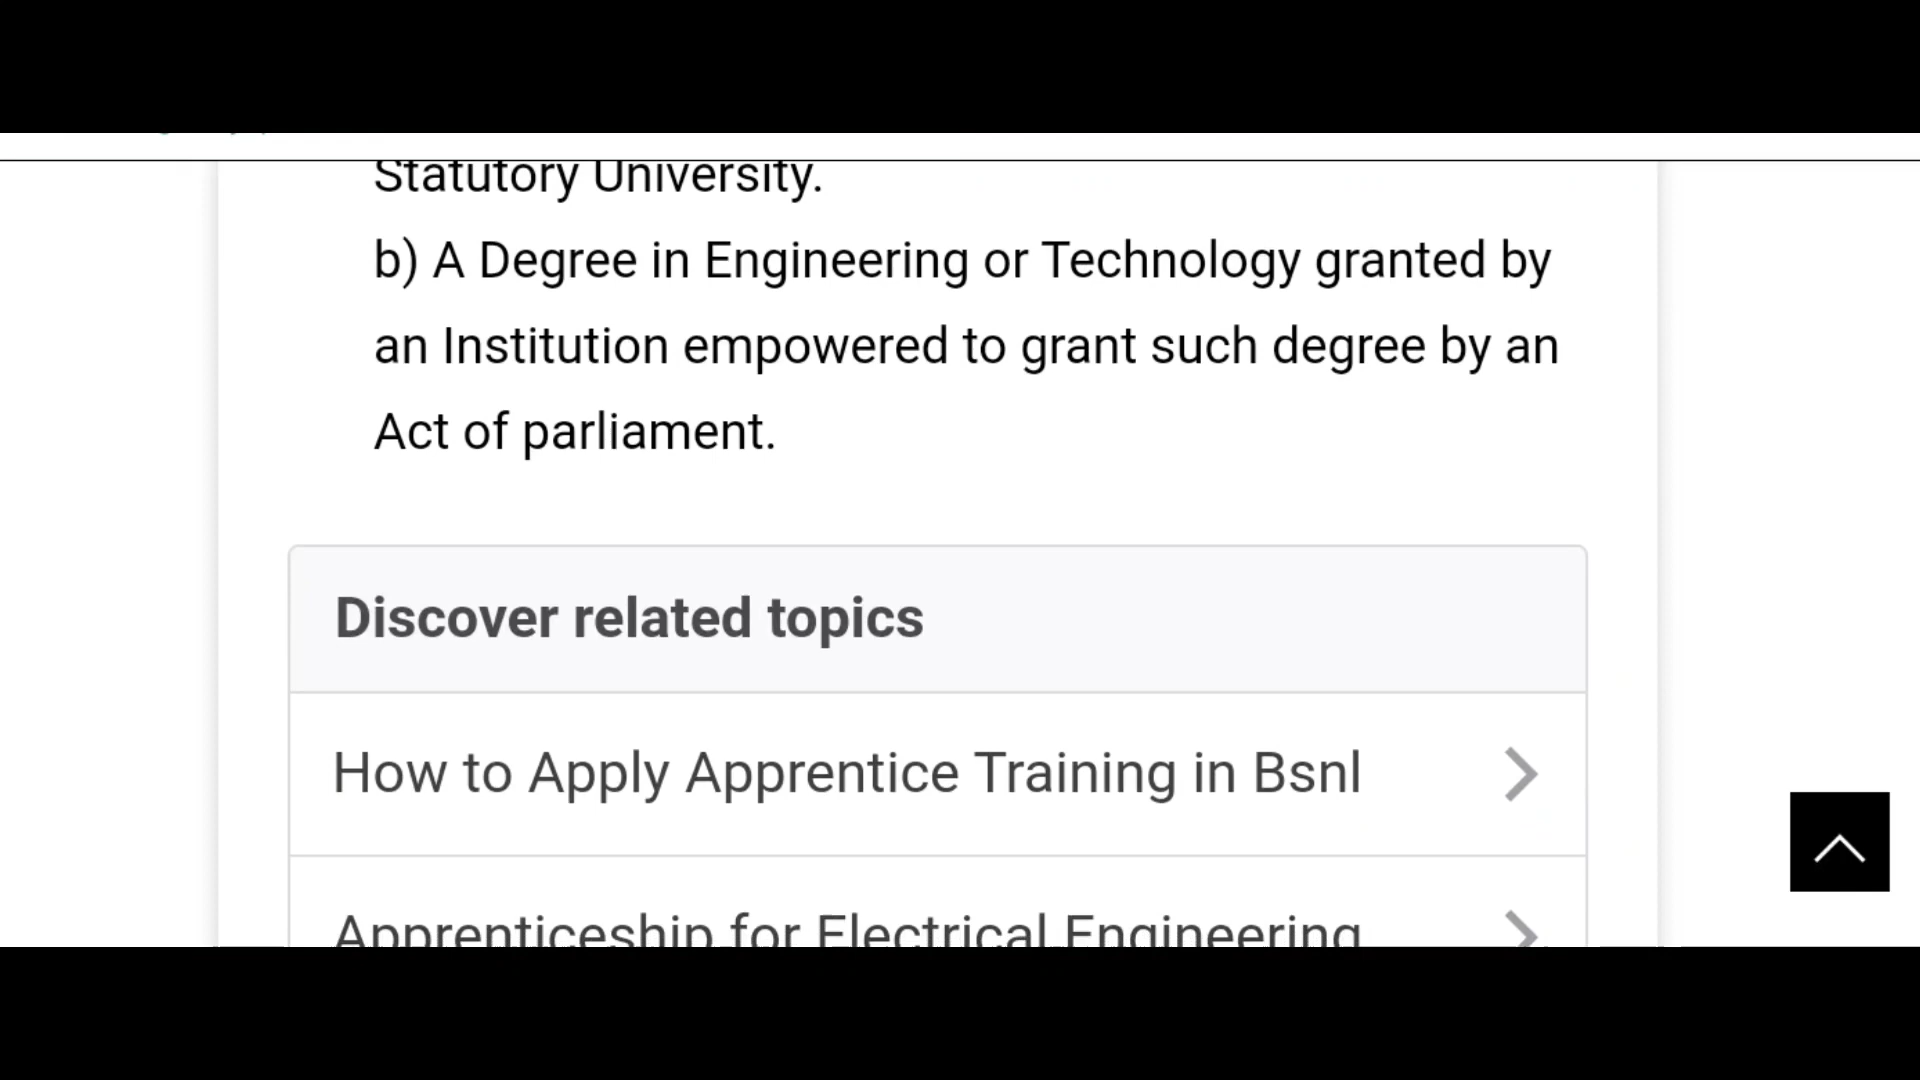 Statutory University.
b) A Degree in Engineering or Technology granted by
an Institution empowered to grant such degree by an
Act of parliament.
Discover related topics
How to Apply Apprentice Training in Bsnl
Apprenticeship for Electrical Engineering